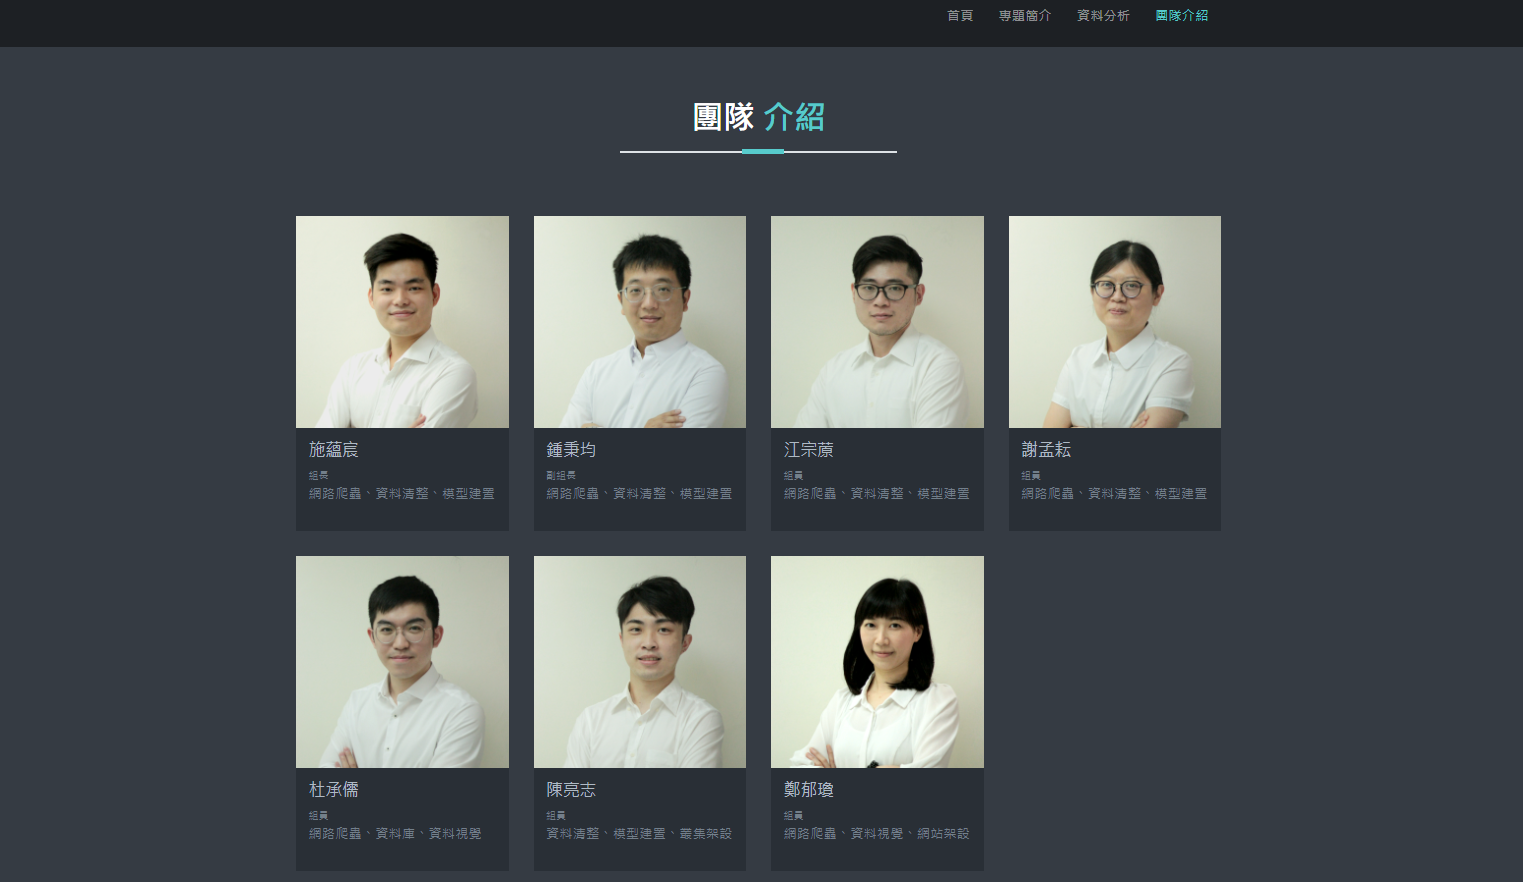 首頁 專題簡介 資料分析 團隊介紹
團隊 介紹
施蘊宸
組長
網路爬蟲、資料清整、模型建置
鍾秉均
副組長
網路爬蟲、資料清整、模型建置
江宗蒝
組員
網路爬蟲、資料清整、模型建置
謝孟耘
組員
網路爬蟲、資料清整、模型建置
杜承儒
組員
網路爬蟲、資料庫、資料視覺
陳亮志
組員
資料清整、模型建置、叢集架設
鄭郁瓊
組員
網路爬蟲、資料視覺、網站架設